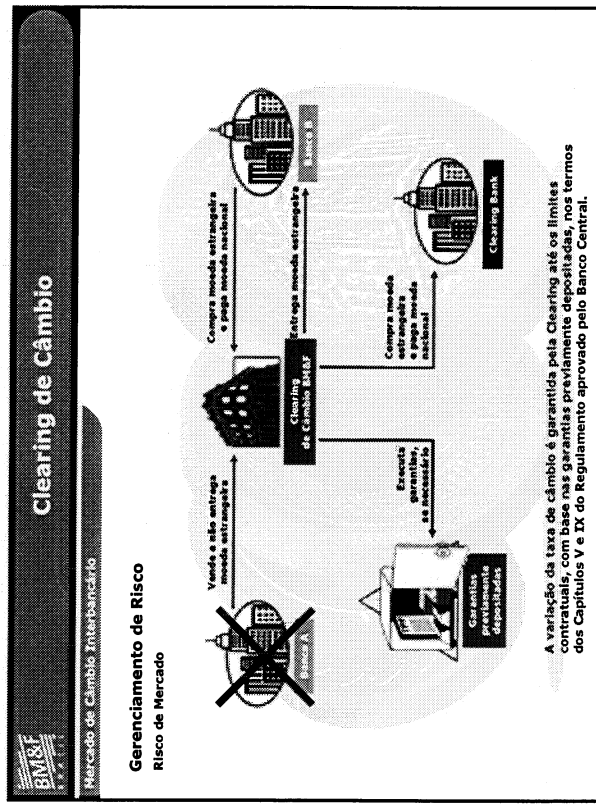 BM&F
BRASIL
Clearing de Câmbio
Mercado de Câmbio Interbancário
Gerenciamento de Risco
Risco de Mercado
Banco A
Vende e não entrega
moeda estrangeira
Clearing
de Câmbio BM&F
Compra moeda estrangeira
e paga moeda nacional
Entrega moeda estrangeira
Banco B
Executa
garantias,
se necessário
Garantias
previamente
depositadas
Compra moeda
estrangeira
e paga moeda
nacional
Clearing Bank
A variação da taxa de câmbio é garantida pela Clearing até os limites
contratuais, com base nas garantias previamente depositadas, nos termos
dos Capítulos V e IX do Regulamento aprovado pelo Banco Central.